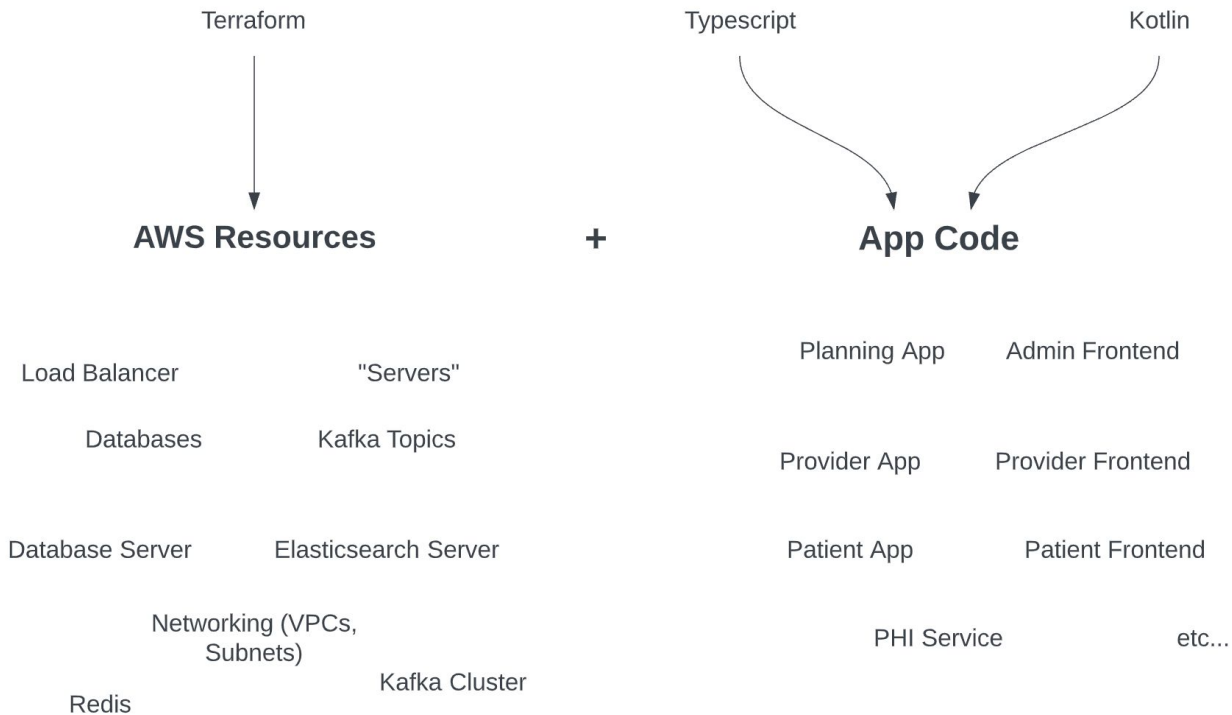 Terraform
Typescript
Kotlin
AWS Resources
+
App Code
Load Balancer
"Servers"
Databases
Kafka Topics
Database Server
Elasticsearch Server
Networking (VPCs,
Subnets)
Kafka Cluster
Redis
Planning App
Admin Frontend
Provider App
Provider Frontend
Patient App
Patient Frontend
PHI Service
etc...